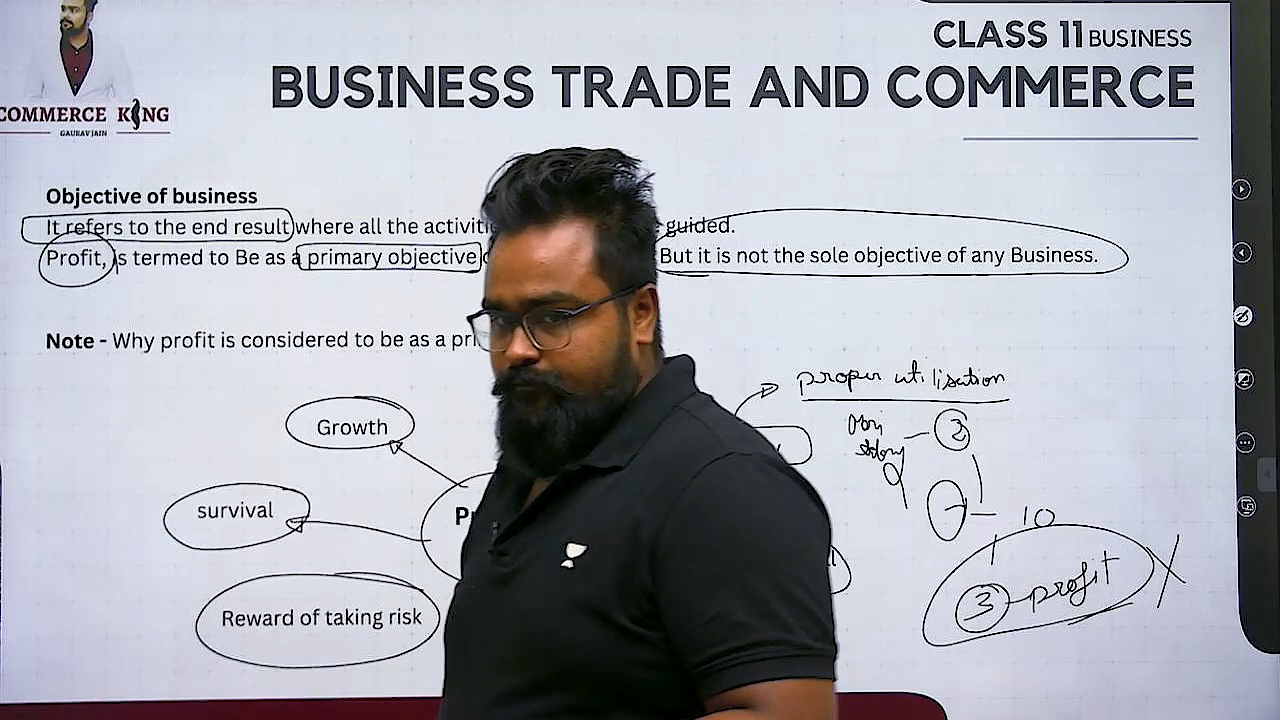 CLASS 11 BUSINESS
BUSINESS TRADE AND COMMERCE
COMMERCE KING
GAURAV JAIN
Objective of business
It refers to the end result where all the activiti guided.
Profit, is termed to Be as a primary objective But it is not the sole objective of any Business.
Note - Why profit is considered to be as a pri
proper utilisation
Growth
2
survival
10
Reward of taking risk
3 - profit